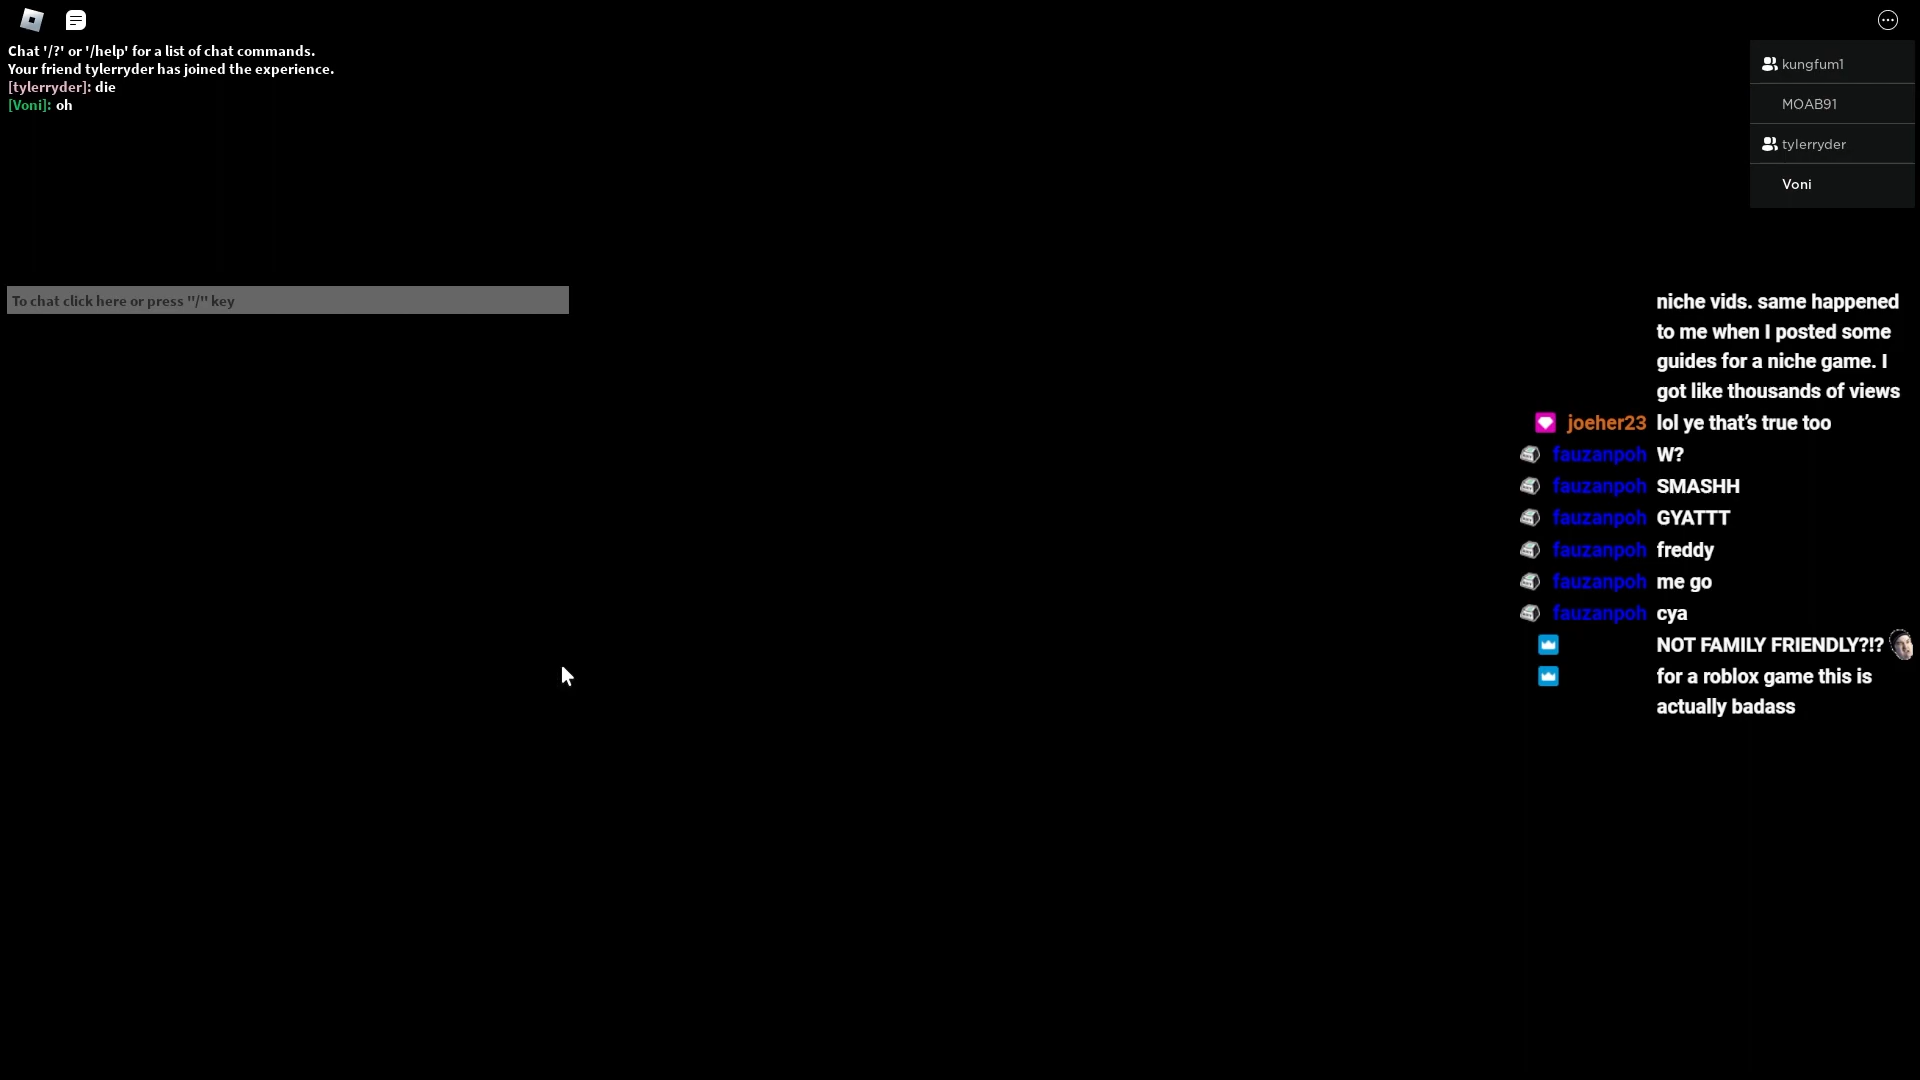 Chat '/?' or '/help' for a list of chat commands.
Your friend tylerryder has joined the experience.
[tylerryder]: die
[Voni]: oh
To chat click here or press "/" key
kungfum1
MOAB91
tylerryder
Voni
niche vids. same happened
to me when I posted some
guides for a niche game. I
got like thousands of views
joeher23 lol ye that's true too
fauzanpoh W?
fauzanpoh SMASHH
fauzanpoh GYATTT
fauzanpoh freddy
fauzanpoh me go
fauzanpoh cya
NOT FAMILY FRIENDLY?!?
for a roblox game this is
actually badass